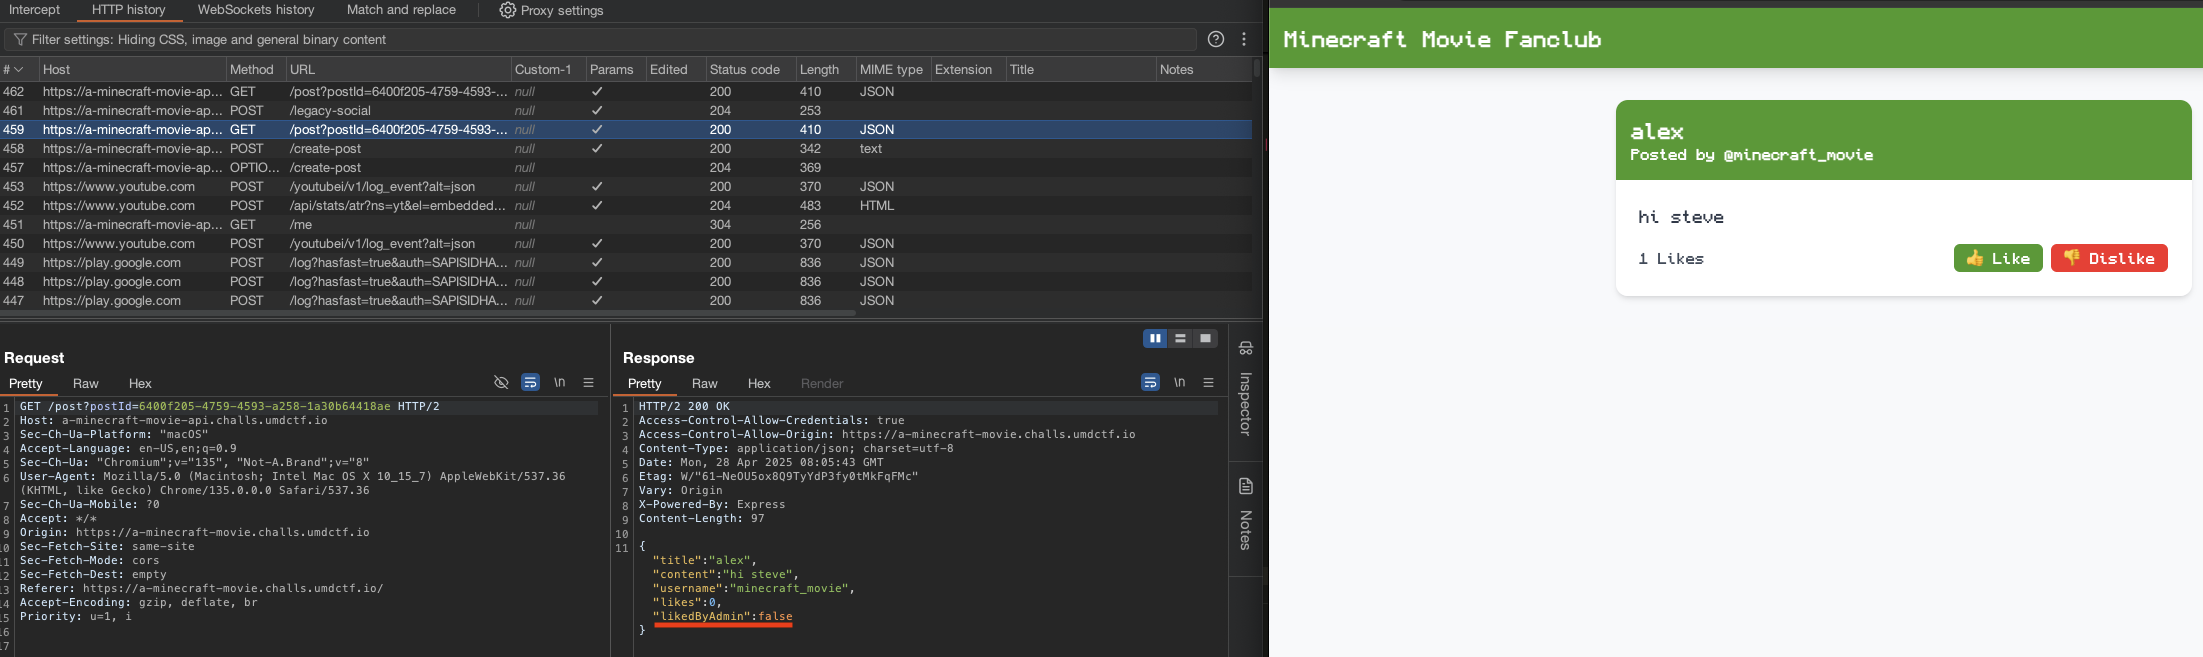 Intercept HTTP history WebSockets history Match and replace Proxy settings
Filter settings: Hiding CSS, image and general binary content
# Host Method URL Custom-1 Params Edited Status code Length MIME type Extension Title Notes
462 https://a-minecraft-movie-ap... GET /post?postId=6400f205-4759-4593-... null ✓ 200 410 JSON
461 https://a-minecraft-movie-ap... POST /legacy-social null ✓ 204 253
459 https://a-minecraft-movie-ap... GET /post?postId=6400f205-4759-4593-... null ✓ 200 410 JSON
458 https://a-minecraft-movie-ap... POST /create-post null ✓ 200 342 text
457 https://a-minecraft-movie-ap... OPTIO... /create-post null 204 369
453 https://www.youtube.com POST /youtubei/v1/log_event?alt=json null ✓ 200 370 JSON
452 https://www.youtube.com POST /api/stats/atr?ns=yt&el=embedded... null ✓ 204 483 HTML
451 https://a-minecraft-movie-ap... GET /me null 304 256
450 https://www.youtube.com POST /youtubei/v1/log_event?alt=json null ✓ 200 370 JSON
449 https://play.google.com POST /log?hasfast=true&auth=SAPISIDHA... null ✓ 200 836 JSON
448 https://play.google.com POST /log?hasfast=true&auth=SAPISIDHA... null ✓ 200 836 JSON
447 https://play.google.com POST /log?hasfast=true&auth=SAPISIDHA... null ✓ 200 836 JSON
Request
Pretty Raw Hex \n
1 GET /post?postId=6400f205-4759-4593-a258-1a30b64418ae HTTP/2
2 Host: a-minecraft-movie-api.challs.umdctf.io
3 Sec-Ch-Ua-Platform: "macOS"
4 Accept-Language: en-US,en;q=0.9
5 Sec-Ch-Ua: "Chromium";v="135", "Not-A.Brand";v="8"
6 User-Agent: Mozilla/5.0 (Macintosh; Intel Mac OS X 10_15_7) AppleWebKit/537.36
(KHTML, like Gecko) Chrome/135.0.0.0 Safari/537.36
7 Sec-Ch-Ua-Mobile: ?0
8 Accept: */*
9 Origin: https://a-minecraft-movie.challs.umdctf.io
10 Sec-Fetch-Site: same-site
11 Sec-Fetch-Mode: cors
12 Sec-Fetch-Dest: empty
13 Referer: https://a-minecraft-movie.challs.umdctf.io/
14 Accept-Encoding: gzip, deflate, br
15 Priority: u=1, i
16
17
Response
Pretty Raw Hex Render \n
1 HTTP/2 200 OK
2 Access-Control-Allow-Credentials: true
3 Access-Control-Allow-Origin: https://a-minecraft-movie.challs.umdctf.io
4 Content-Type: application/json; charset=utf-8
5 Date: Mon, 28 Apr 2025 08:05:43 GMT
6 Etag: W/"61-NeOU5ox8Q9TyYdP3fy0tMkFqFMc"
7 Vary: Origin
8 X-Powered-By: Express
9 Content-Length: 97
10
11 {
"title":"alex",
"content":"hi steve",
"username":"minecraft_movie",
"likes":0,
"likedByAdmin":false
}
Inspector
Notes
Minecraft Movie Fanclub
alex
Posted by @minecraft_movie
hi steve
1 Likes 👍 Like 👎 Dislike